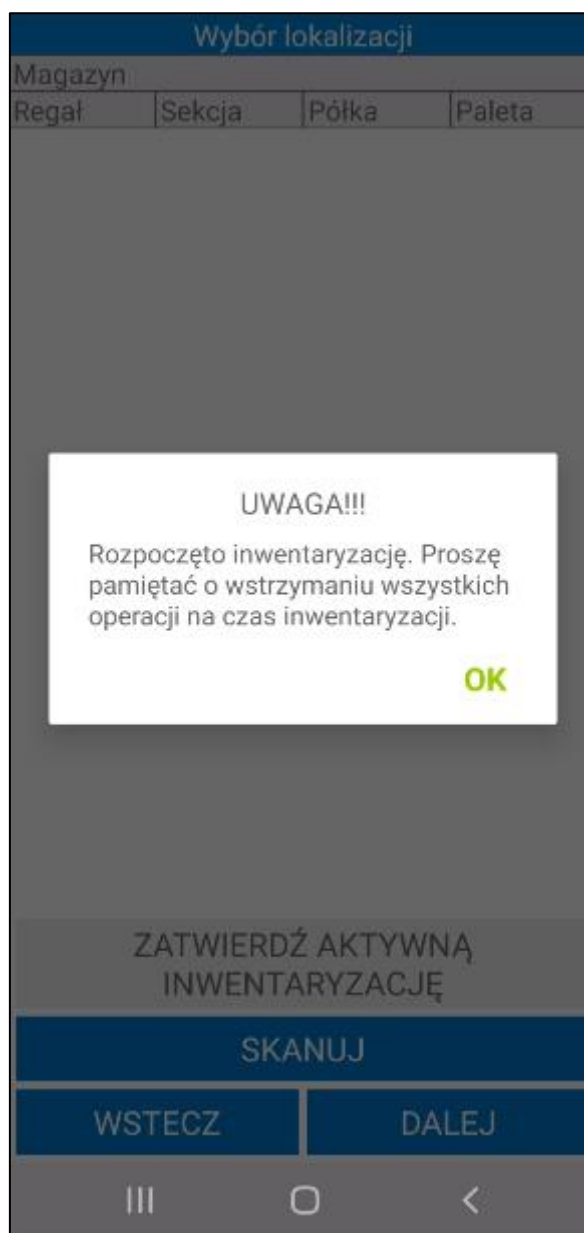 Wybór lokalizacji
Magazyn
Regał Sekcja Półka Paleta
UWAGA!!!
Rozpoczęto inwentaryzację. Proszę
pamiętać o wstrzymaniu wszystkich
operacji na czas inwentaryzacji.
OK
ZATWIERDŹ AKTYWNĄ
INWENTARYZACJĘ
SKANUJ
WSTECZ DALEJ